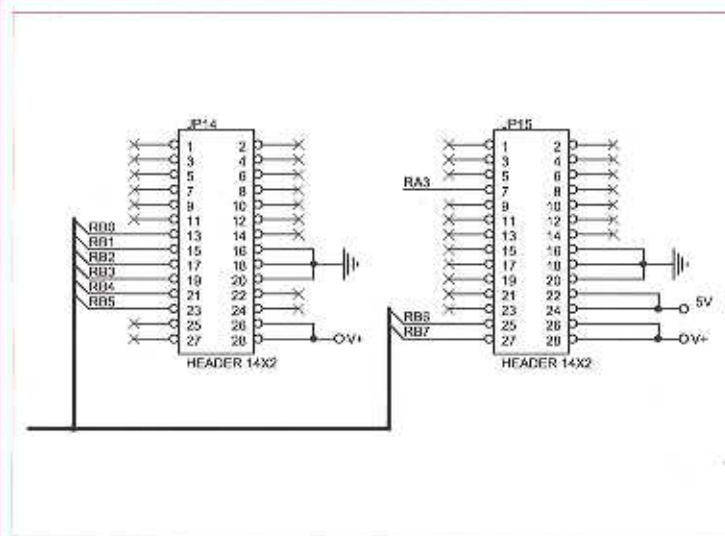 JP14
1 2
3 4
5 6
7 8
9 10
11 12
RB0 13 14
RB1 15 16
RB2 17 18
RB3 19 20
RB4 21 22
RB5 23 24
25 26
27 28 V+
HEADER 14X2
JP15
1 2
3 4
5 6
RA3 7 8
9 10
11 12
13 14
15 16
17 18
19 20
21 22
23 24 5V
RB6 25 26
RB7 27 28 V+
HEADER 14X2